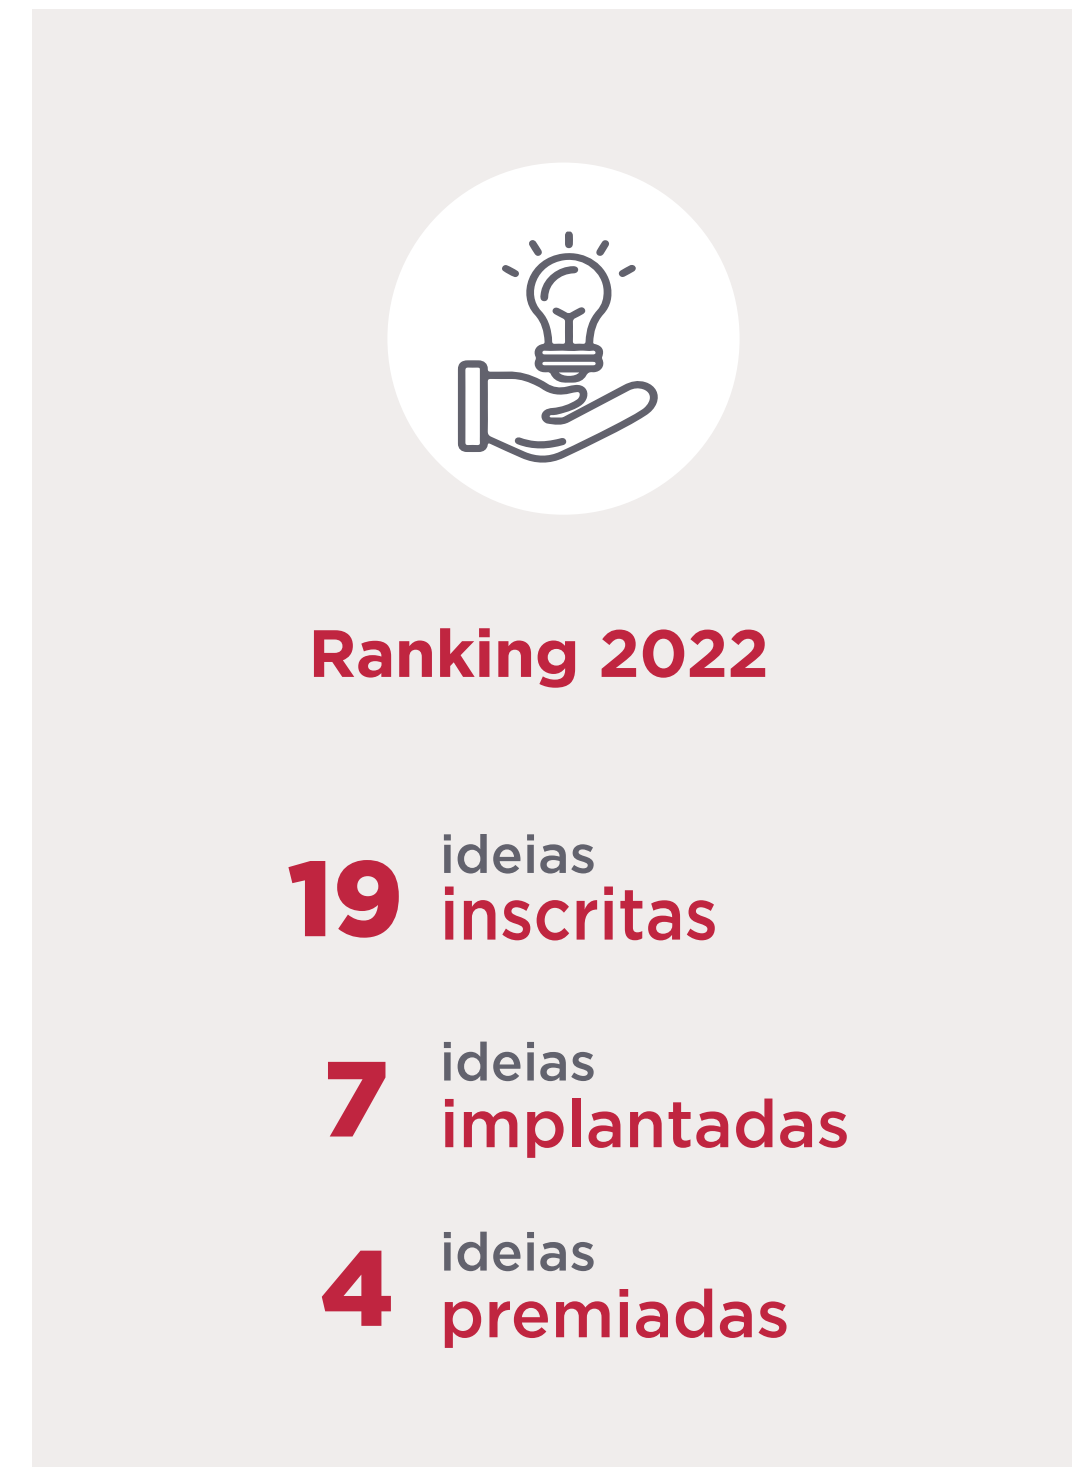 Ranking 2022
19 ideias
inscritas
7 ideias
implantadas
4 ideias
premiadas